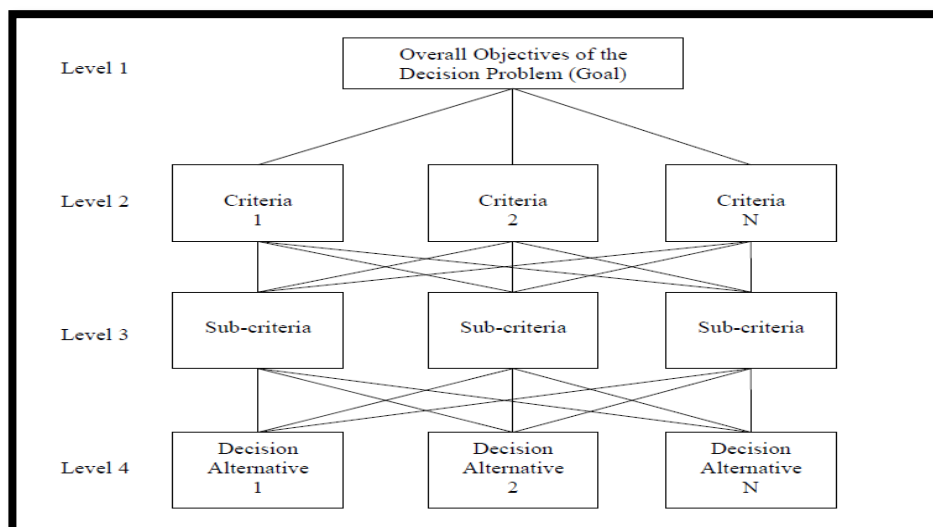 Overall Objectives of the
Decision Problem (Goal)
Level 1
Level 2
Criteria
1
Criteria
2
Criteria
N
Level 3
Sub-criteria
Sub-criteria
Sub-criteria
Level 4
Decision
Alternative
1
Decision
Alternative
2
Decision
Alternative
N